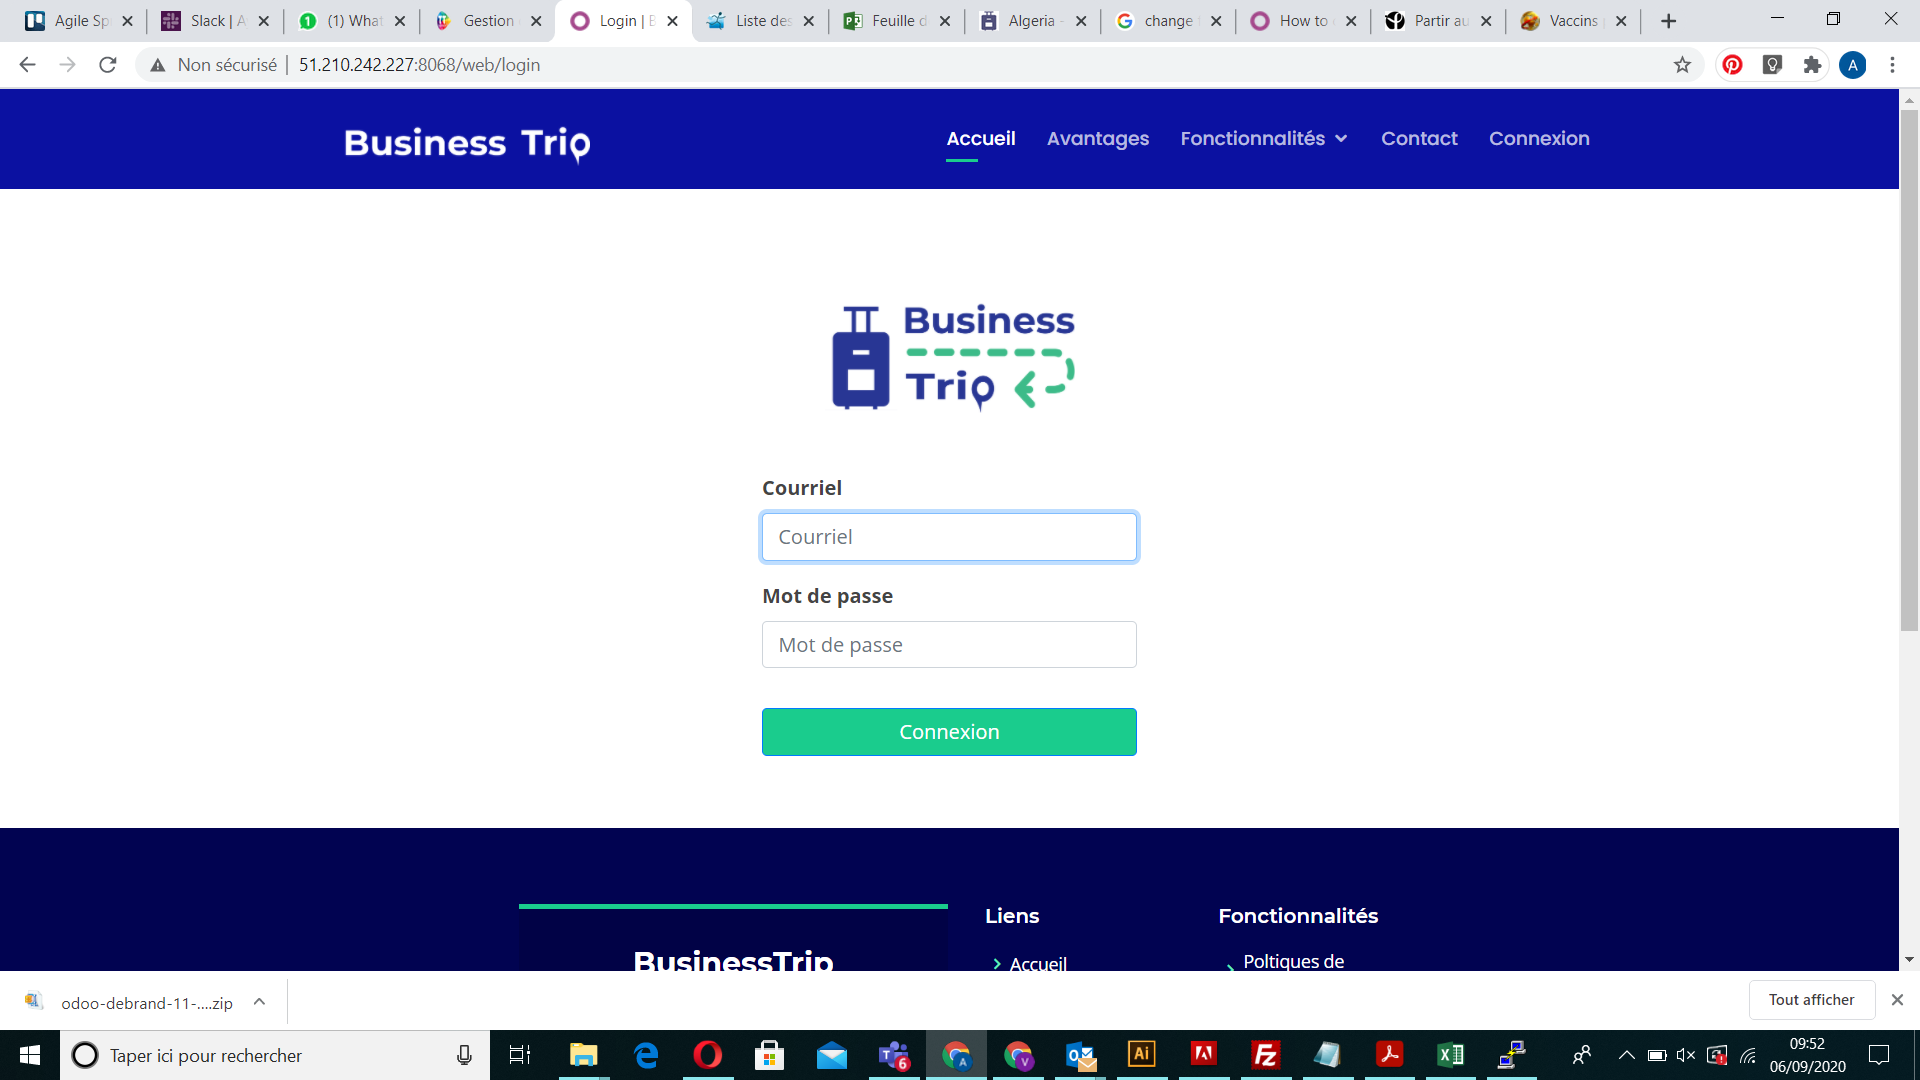 Agile Sp
Slack | A
(1) What
Gestion
Login | B
Liste des
Feuille d
Algeria -
change
How to
Partir au
Vaccins
Non sécurisé
51.210.242.227:8068/web/login
A
Business Trip
Accueil
Avantages
Fonctionnalités
Contact
Connexion
Business
Trip
Courriel
Courriel
Mot de passe
Mot de passe
Connexion
BusinessTrip
Liens
Accueil
Fonctionnalités
Poltiques de
odoo-debrand-11-....zip
Tout afficher
Taper ici pour rechercher
6
A
V
Ai
09:52
06/09/2020